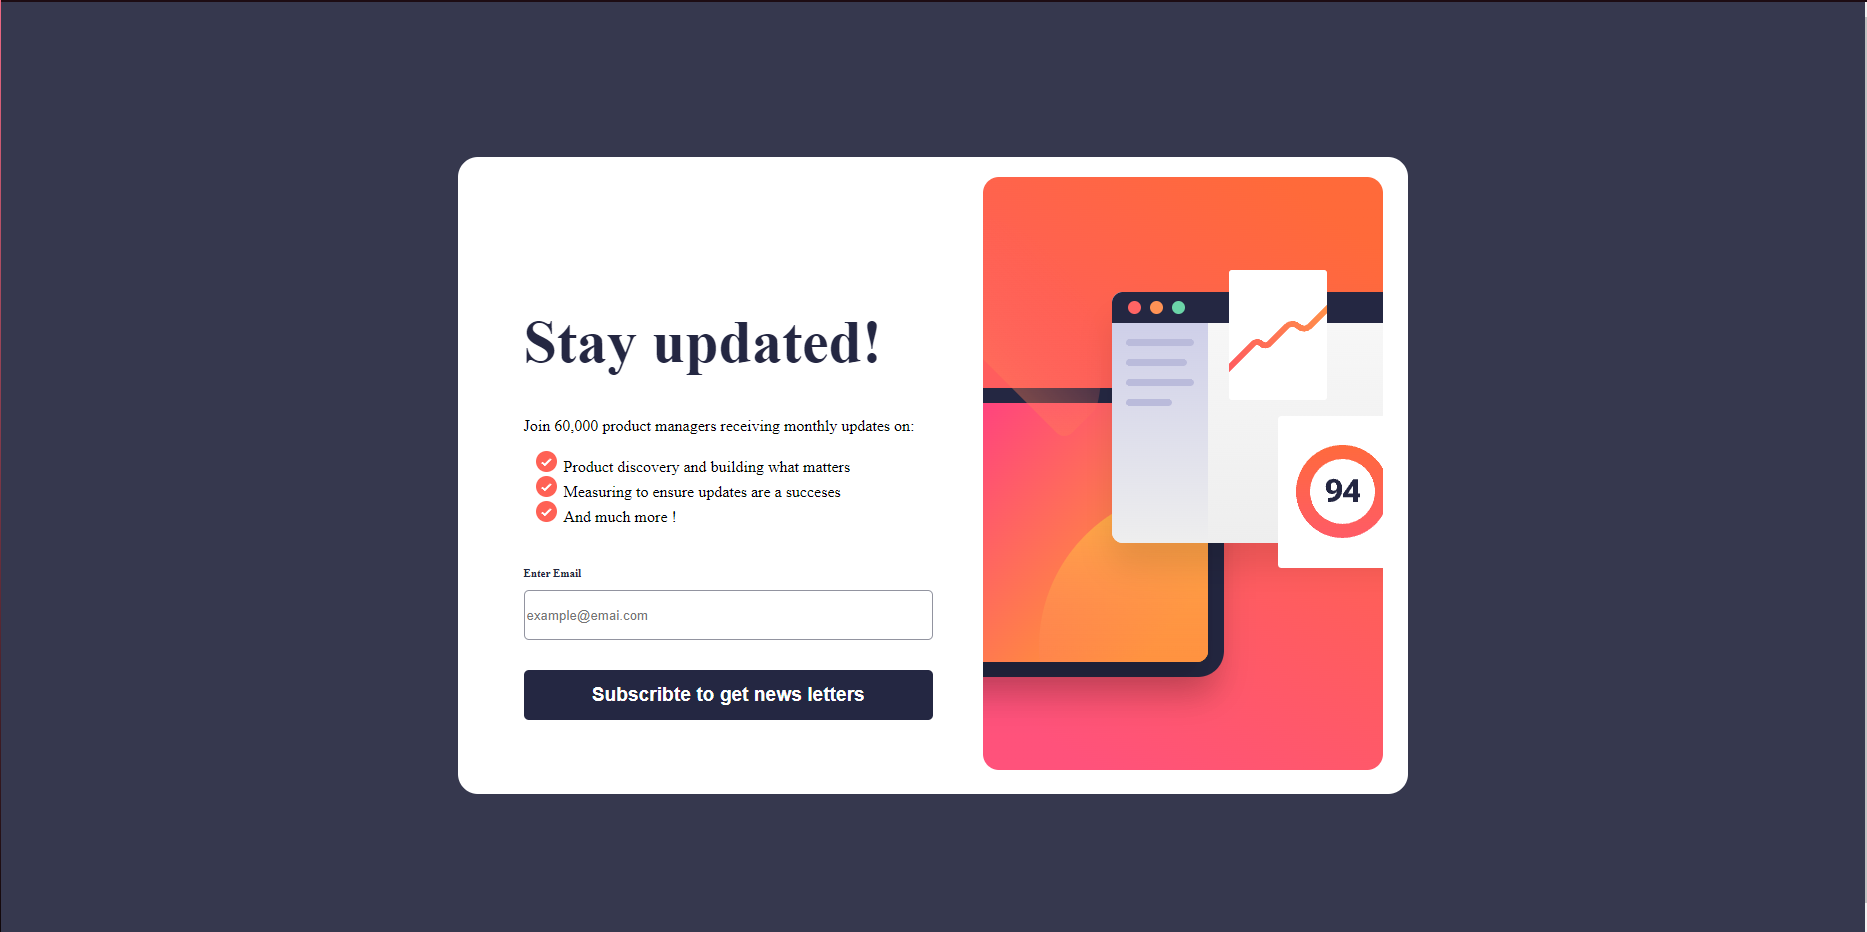 Stay updated!
Join 60,000 product managers receiving monthly updates on:
Product discovery and building what matters
Measuring to ensure updates are a succeses
And much more !
Enter Email
example@emai.com
Subscribte to get news letters
94